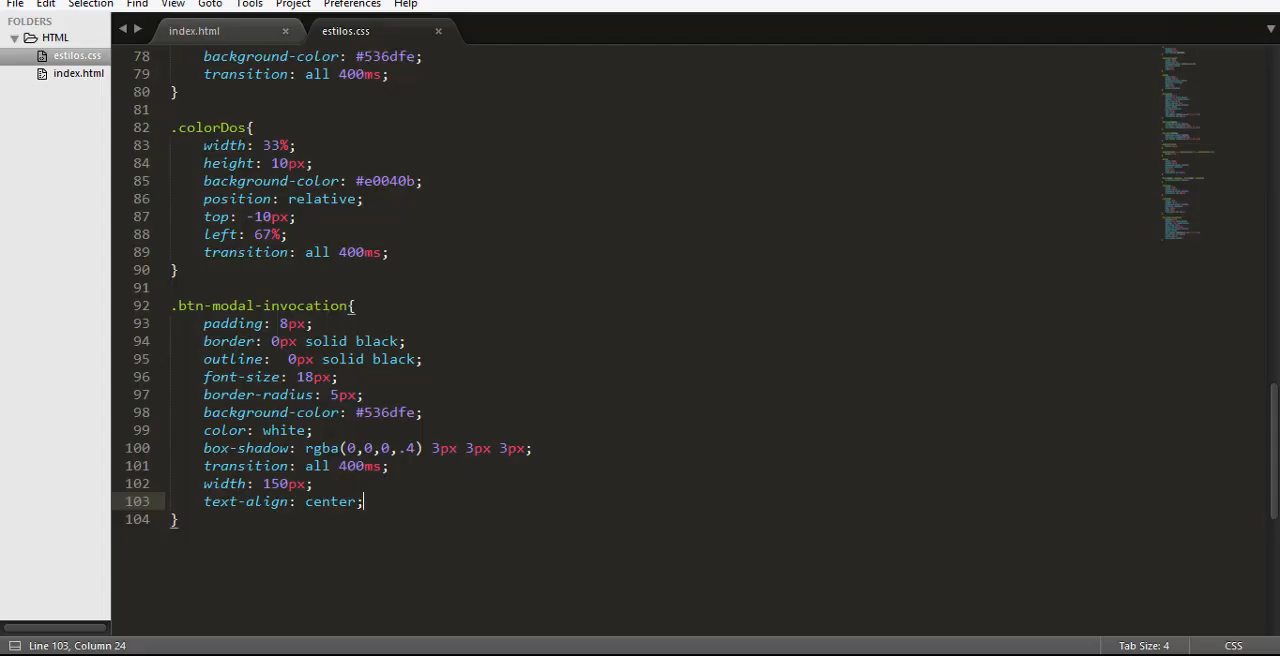 File Edit Selection Find View Goto Tools Project Preferences Help
FOLDERS
HTML
estilos.css
index.html
index.html × estilos.css ×
78 background-color: #536dfe;
79 transition: all 400ms;
80 }
81
82 .colorDos{
83 width: 33%;
84 height: 10px;
85 background-color: #e0040b;
86 position: relative;
87 top: -10px;
88 left: 67%;
89 transition: all 400ms;
90 }
91
92 .btn-modal-invocation{
93 padding: 8px;
94 border: 0px solid black;
95 outline:  0px solid black;
96 font-size: 18px;
97 border-radius: 5px;
98 background-color: #536dfe;
99 color: white;
100 box-shadow: rgba(0,0,0,.4) 3px 3px 3px;
101 transition: all 400ms;
102 width: 150px;
103 text-align: center;
104 }
Line 103, Column 24 Tab Size: 4 CSS